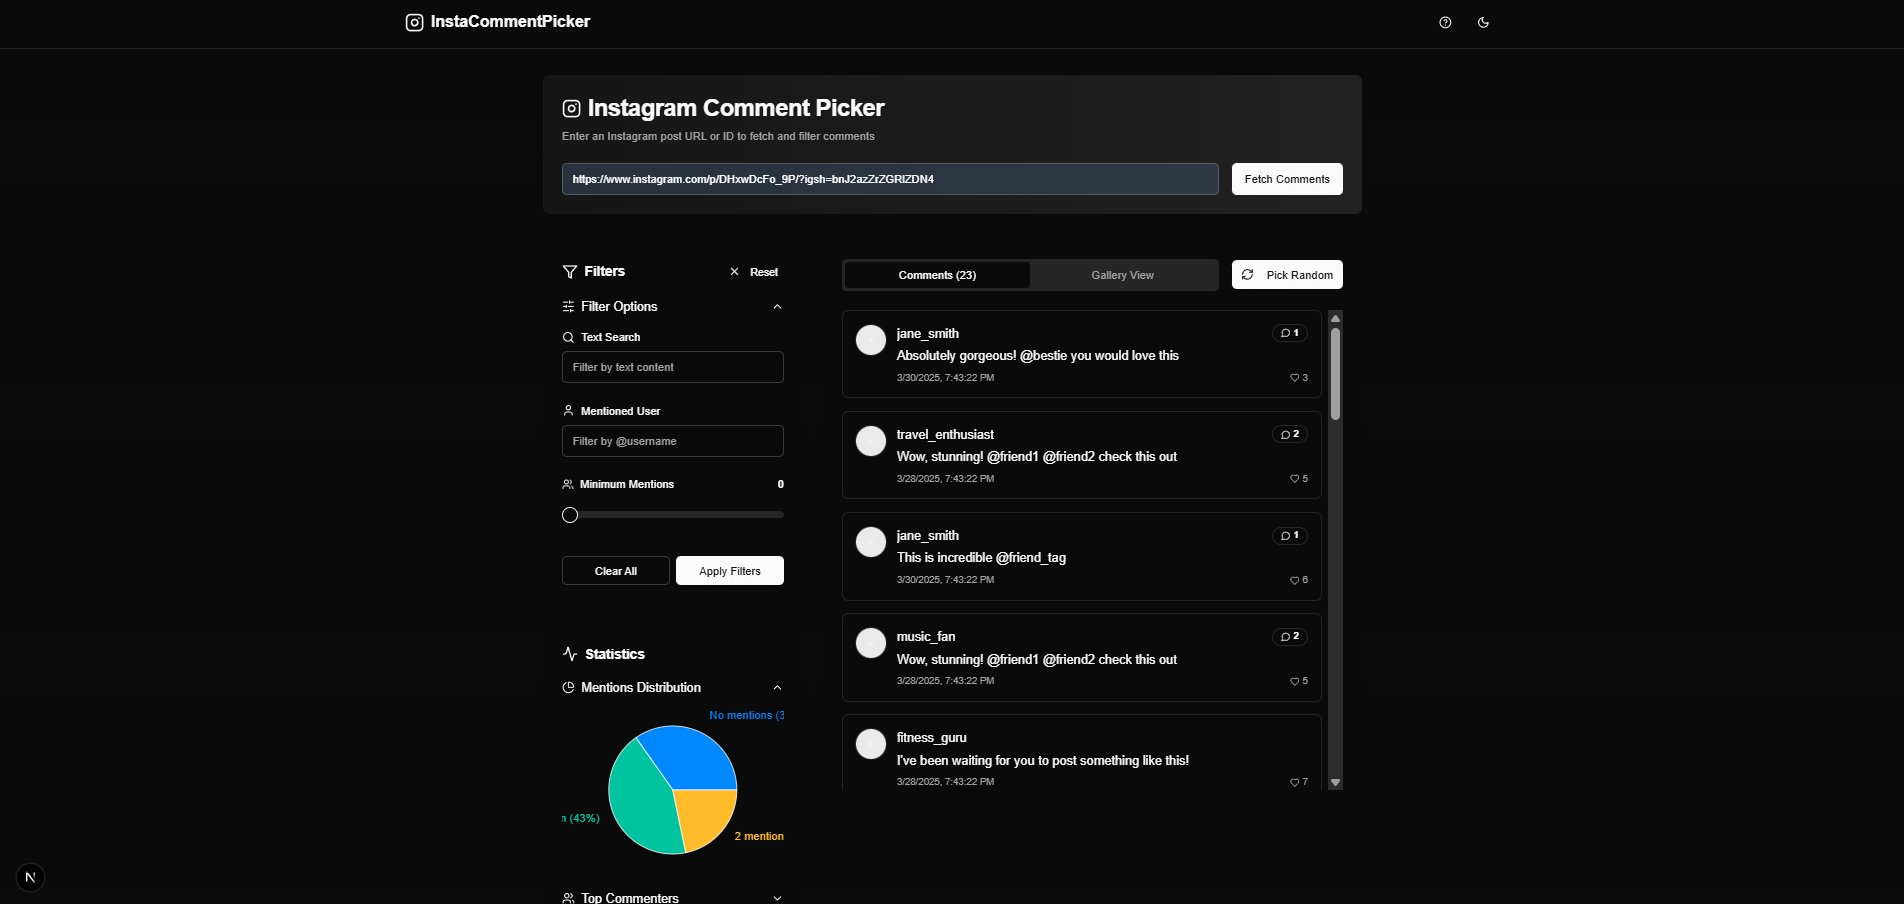 InstaCommentPicker
Instagram Comment Picker
Enter an Instagram post URL or ID to fetch and filter comments
https://www.instagram.com/p/DHxwDcFo_9P/?igsh=bnJ2azZrZGRlZDN4
Fetch Comments
Filters
Reset
Filter Options
Text Search
Filter by text content
Mentioned User
Filter by @username
Minimum Mentions
0
Clear All
Apply Filters
Statistics
Mentions Distribution
No mentions (3
n (43%)
2 mention
Top Commenters
Comments (23)
Gallery View
Pick Random
jane_smith
1
Absolutely gorgeous! @bestie you would love this
3/30/2025, 7:43:22 PM
3
travel_enthusiast
2
Wow, stunning! @friend1 @friend2 check this out
3/28/2025, 7:43:22 PM
5
jane_smith
1
This is incredible @friend_tag
3/30/2025, 7:43:22 PM
6
music_fan
2
Wow, stunning! @friend1 @friend2 check this out
3/28/2025, 7:43:22 PM
5
fitness_guru
I've been waiting for you to post something like this!
3/28/2025, 7:43:22 PM
7
N